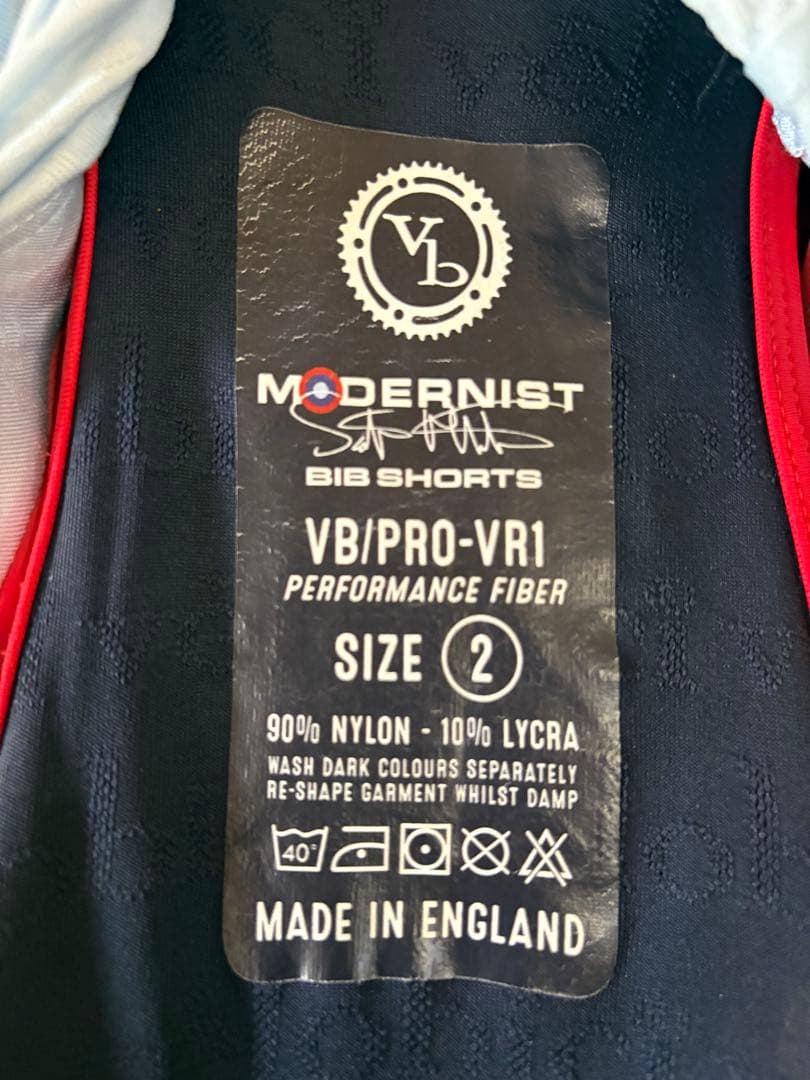 Vb
MODERNIST
BIB SHORTS
VB/PRO-VR1
PERFORMANCE FIBER
SIZE 2
90% NYLON - 10% LYCRA
WASH DARK COLOURS SEPARATELY
RE-SHAPE GARMENT WHILST DAMP
40°
MADE IN ENGLAND